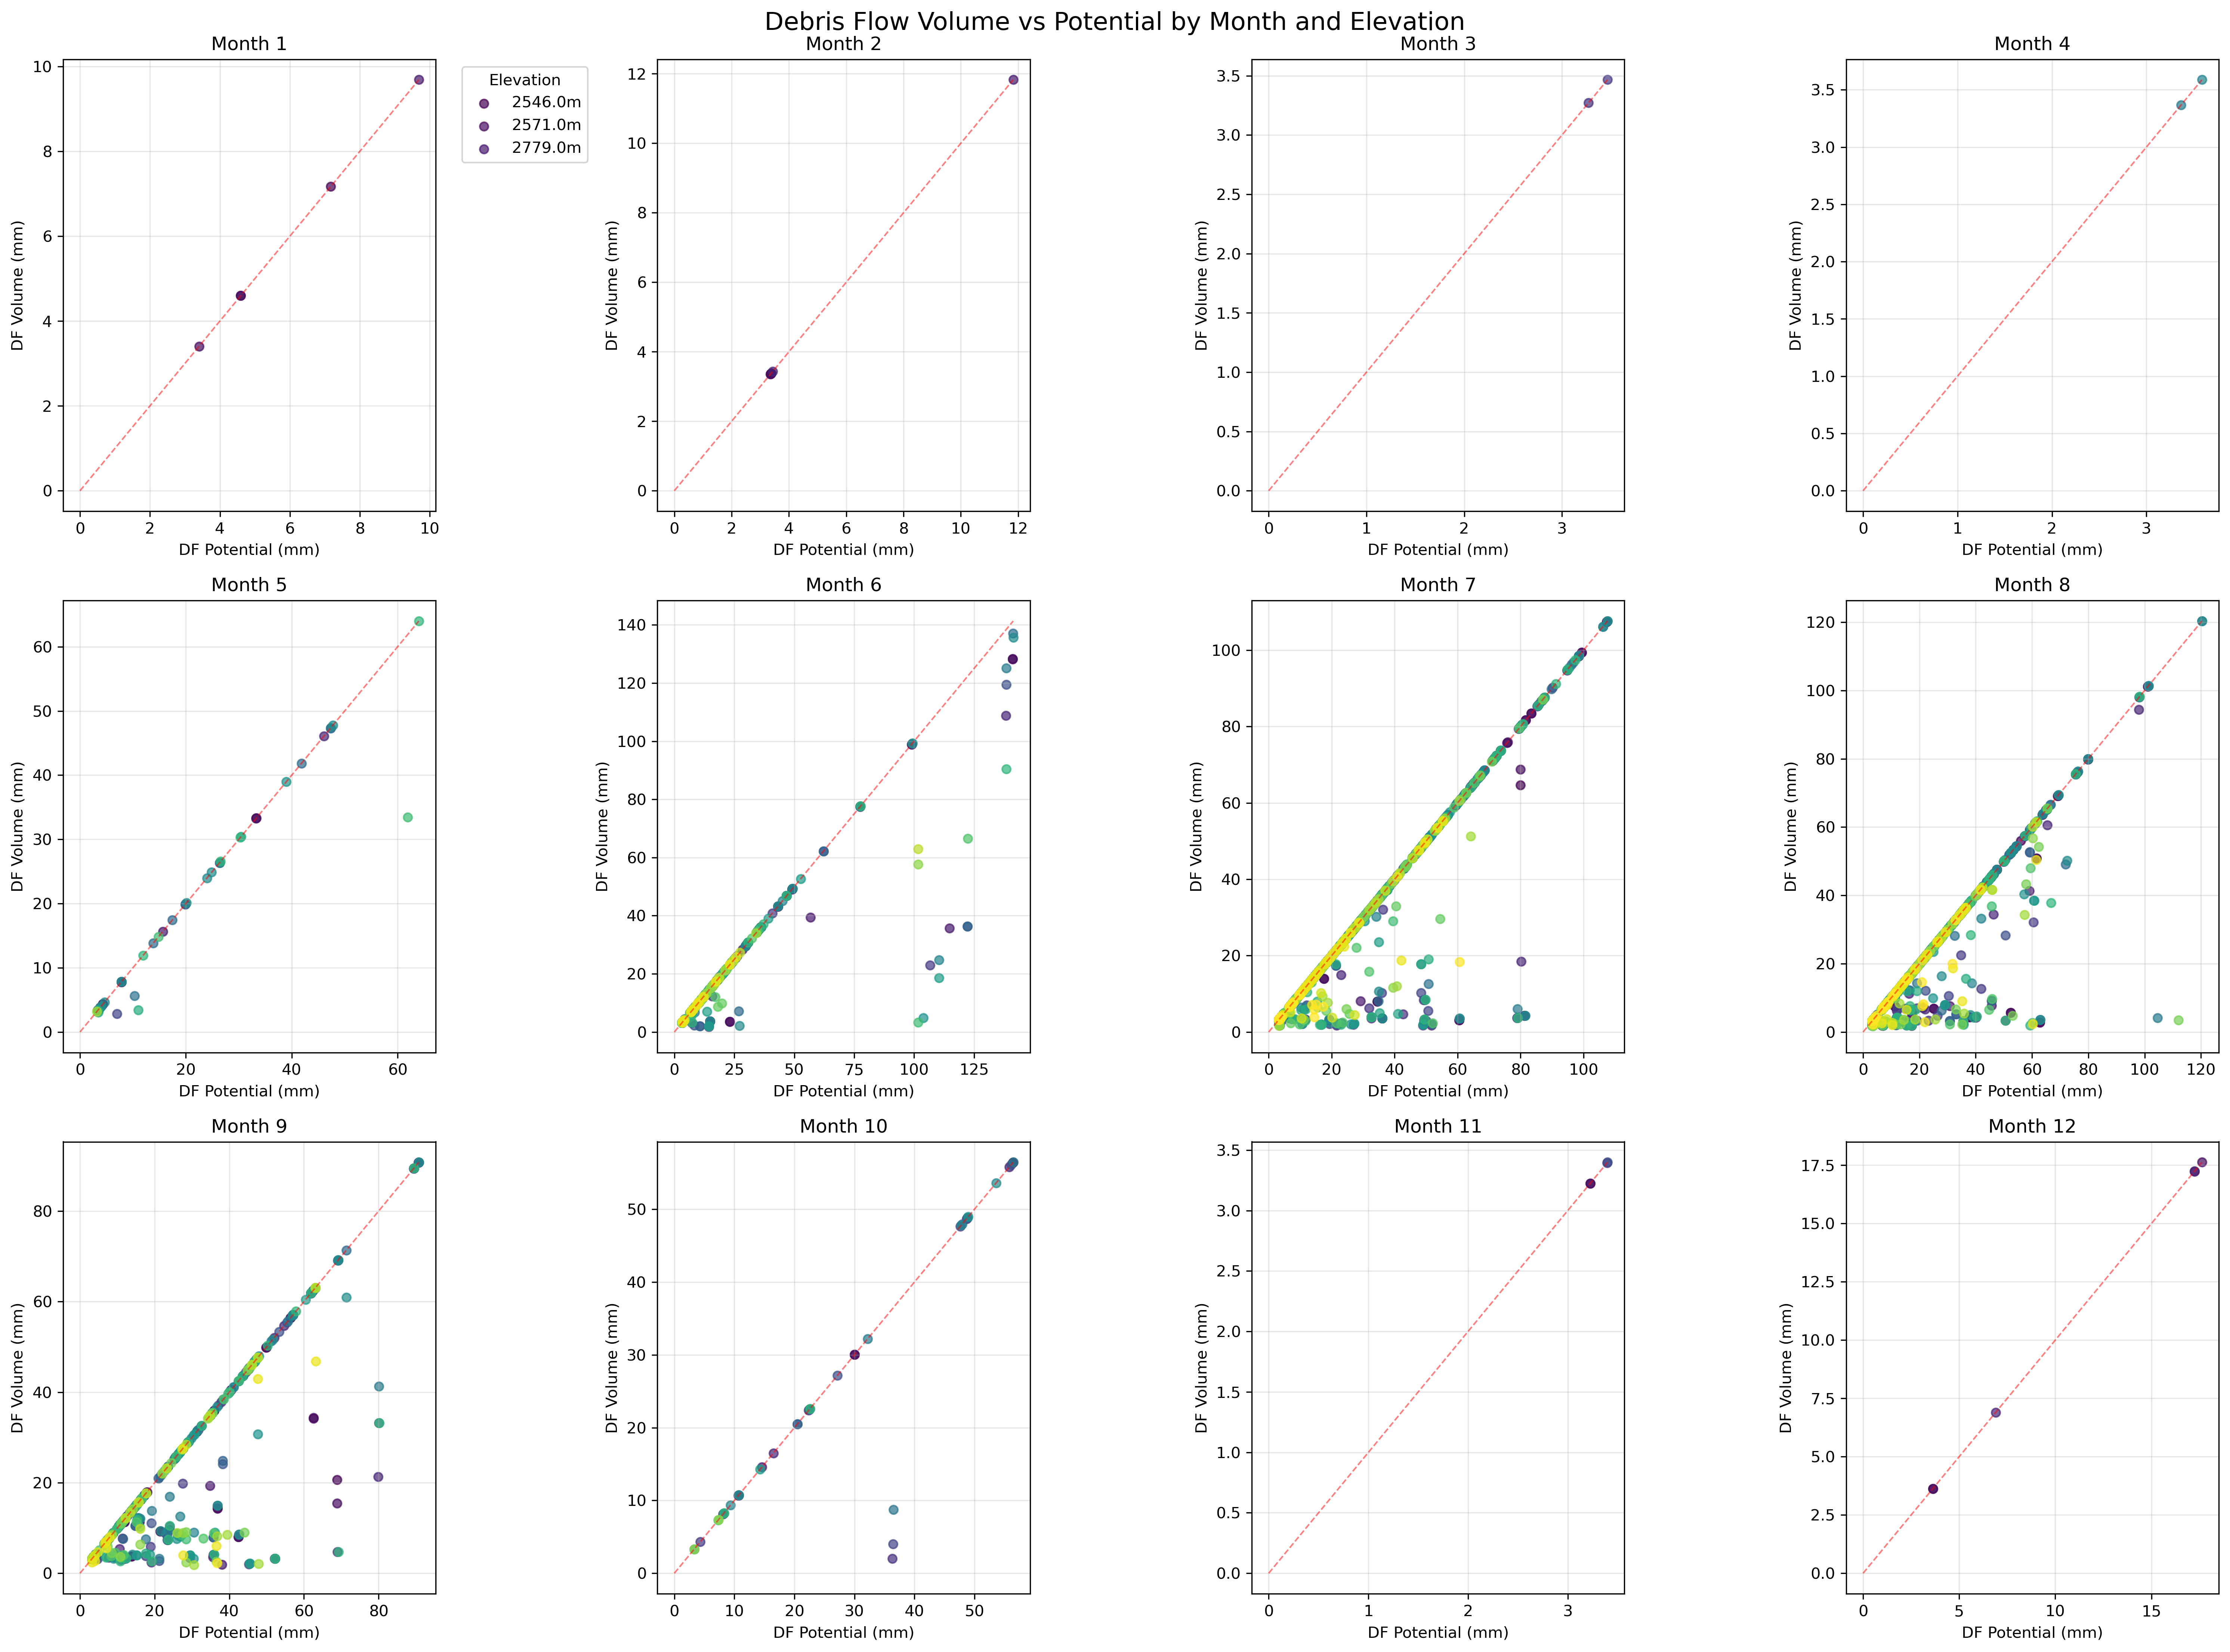 Debris Flow Volume vs Potential by Month and Elevation
Month 1
DF Volume (mm)
10
8
6
4
2
0
0 2 4 6 8 10
DF Potential (mm)
Elevation
2546.0m
2571.0m
2779.0m
Month 2
DF Volume (mm)
12
10
8
6
4
2
0
0 2 4 6 8 10 12
DF Potential (mm)
Month 3
DF Volume (mm)
3.5
3.0
2.5
2.0
1.5
1.0
0.5
0.0
0 1 2 3
DF Potential (mm)
Month 4
DF Volume (mm)
3.5
3.0
2.5
2.0
1.5
1.0
0.5
0.0
0 1 2 3
DF Potential (mm)
Month 5
DF Volume (mm)
60
50
40
30
20
10
0
0 20 40 60
DF Potential (mm)
Month 6
DF Volume (mm)
140
120
100
80
60
40
20
0
0 25 50 75 100 125
DF Potential (mm)
Month 7
DF Volume (mm)
100
80
60
40
20
0
0 20 40 60 80 100
DF Potential (mm)
Month 8
DF Volume (mm)
120
100
80
60
40
20
0
0 20 40 60 80 100 120
DF Potential (mm)
Month 9
DF Volume (mm)
80
60
40
20
0
0 20 40 60 80
DF Potential (mm)
Month 10
DF Volume (mm)
50
40
30
20
10
0
0 10 20 30 40 50
DF Potential (mm)
Month 11
DF Volume (mm)
3.5
3.0
2.5
2.0
1.5
1.0
0.5
0.0
0 1 2 3
DF Potential (mm)
Month 12
DF Volume (mm)
17.5
15.0
12.5
10.0
7.5
5.0
2.5
0.0
0 5 10 15
DF Potential (mm)